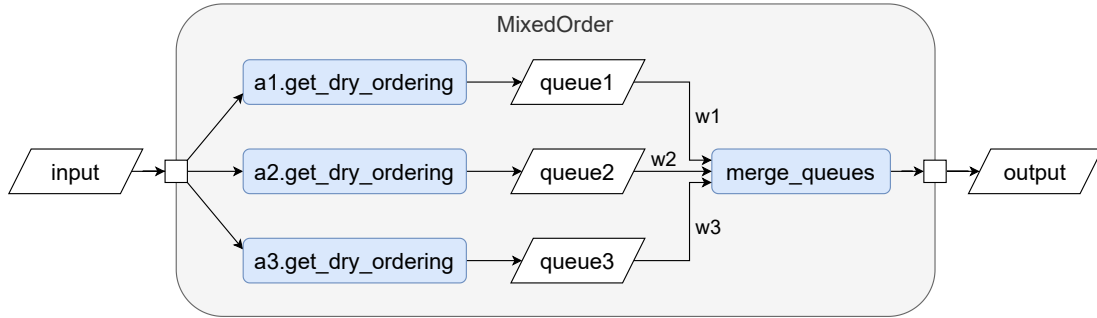 MixedOrder
a1.get_dry_ordering
queue1
w1
input
a2.get_dry_ordering
queue2
w2
merge_queues
output
a3.get_dry_ordering
queue3
w3